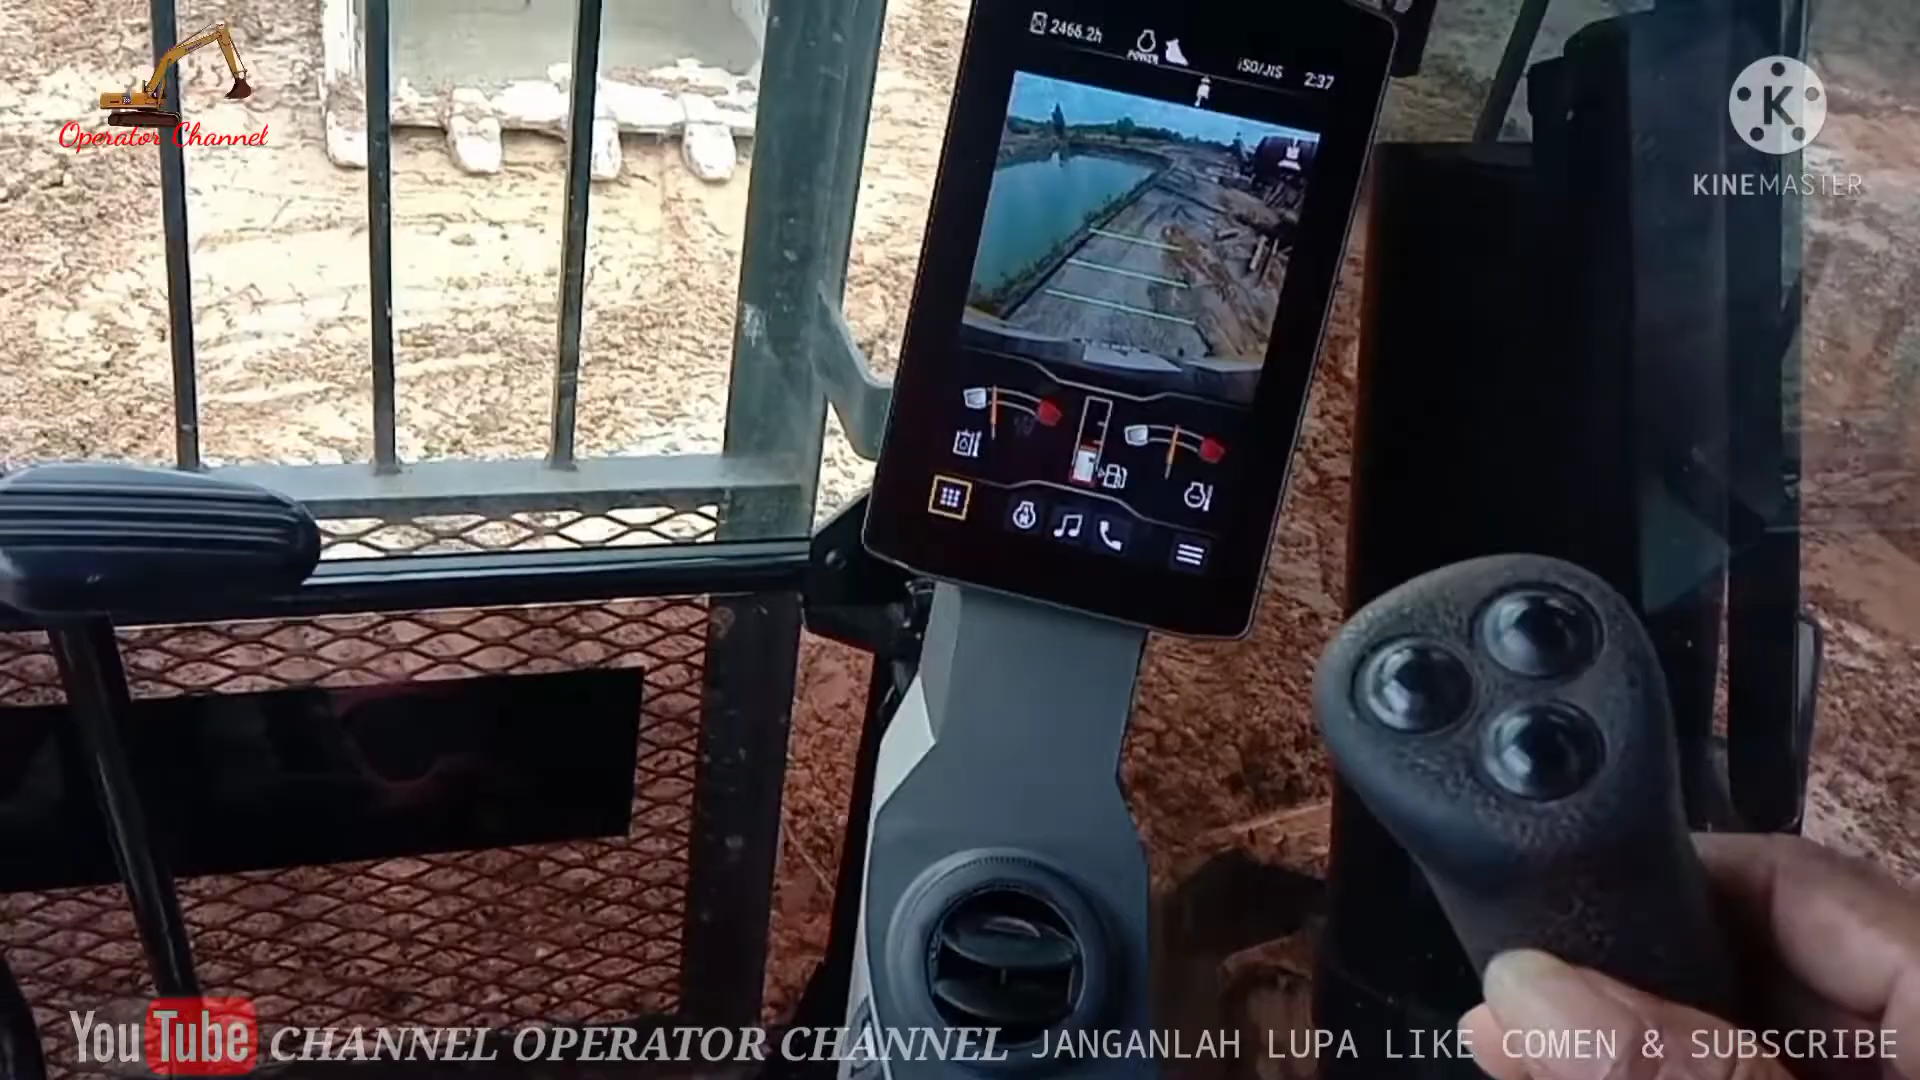 Operator Channel
2466.2h
POWER
ISO/JIS
2:37
K
KINEMASTER
YouTube CHANNEL OPERATOR CHANNEL JANGANLAH LUPA LIKE COMEN & SUBSCRIBE